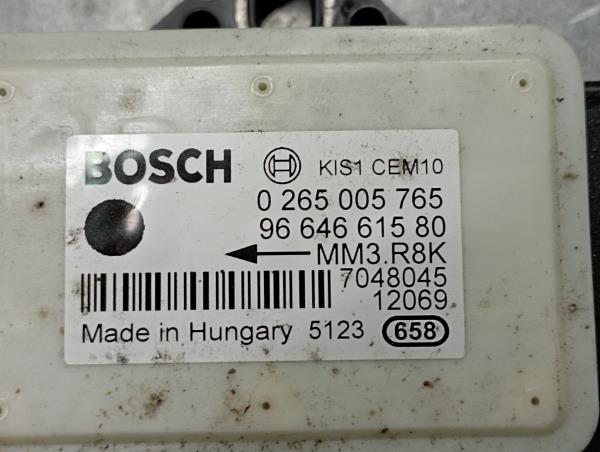 BOSCH KIS1 CEM10
0 265 005 765
96 646 615 80
MM3.R8K
7048045
12069
Made in Hungary 5123 658